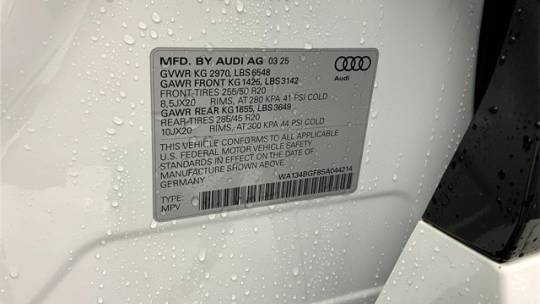 MFD. BY AUDI AG 03 25
GVWR KG 2970, LBS 6548
GAWR FRONT KG 1425, LBS 3142
FRONT-TIRES 255/50 R20
8,5JX20 RIMS, AT 280 KPA 41 PSI COLD
GAWR REAR KG 1655, LBS 3649
REAR-TIRES 285/45 R20
10JX20 RIMS, AT 300 KPA 44 PSI COLD
THIS VEHICLE CONFORMS TO ALL APPLICABLE
U.S. FEDERAL MOTOR VEHICLE SAFETY
STANDARDS IN EFFECT ON THE DATE OF
MANUFACTURE SHOWN ABOVE.
GERMANY
WA134BGF8SA044214
TYPE:
MPV
Audi